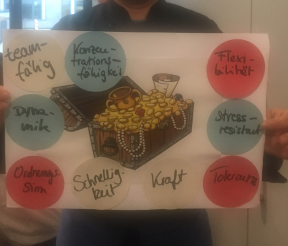 team-
fähig
Konzen-
trations-
fähigkeit
Flexi-
bilität
Dyna-
mik
Stress-
resistenz
Ordnungs
Sinn
Schnellig-
keit
Kraft
Toleranz